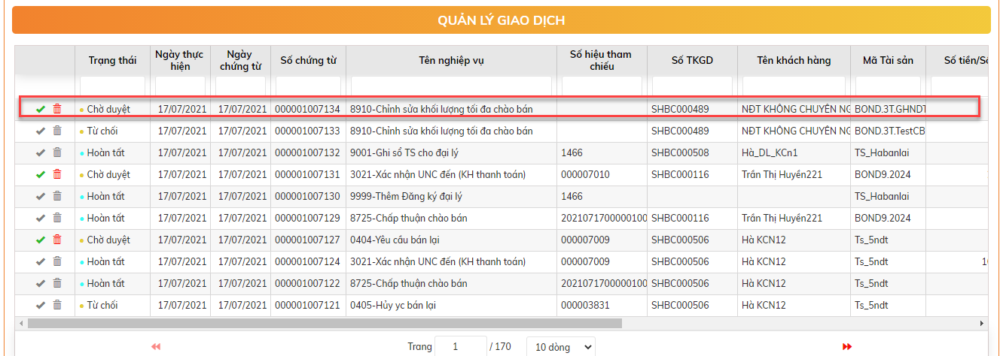 QUẢN LÝ GIAO DỊCH
Trạng thái Ngày thực hiện Ngày chứng từ Số chứng từ Tên nghiệp vụ Số hiệu tham chiếu Số TKGD Tên khách hàng Mã Tài sản Số tiền/Số
Chờ duyệt 17/07/2021 17/07/2021 000001007134 8910-Chỉnh sửa khối lượng tối đa chào bán SHBC000489 NĐT KHÔNG CHUYÊN NG BOND.3T.GHNDT
Từ chối 17/07/2021 17/07/2021 000001007133 8910-Chỉnh sửa khối lượng tối đa chào bán SHBC000489 NĐT KHÔNG CHUYÊN NG BOND.3T.TestCB
Hoàn tất 17/07/2021 17/07/2021 000001007132 9001-Ghi sổ TS cho đại lý 1466 SHBC000508 Hà_DL_KCn1 TS_Habanlai
Chờ duyệt 17/07/2021 17/07/2021 000001007131 3021-Xác nhận UNC đến (KH thanh toán) 000007010 SHBC000116 Trần Thị Huyền221 BOND9.2024
Hoàn tất 17/07/2021 17/07/2021 000001007130 9999-Thêm Đăng ký đại lý 1466 TS_Habanlai
Hoàn tất 17/07/2021 17/07/2021 000001007129 8725-Chấp thuận chào bán 2021071700000100 SHBC000116 Trần Thị Huyền221 BOND9.2024
Chờ duyệt 17/07/2021 17/07/2021 000001007127 0404-Yêu cầu bán lại 000007009 SHBC000506 Hà KCN12 Ts_5ndt
Hoàn tất 17/07/2021 17/07/2021 000001007124 3021-Xác nhận UNC đến (KH thanh toán) 000007009 SHBC000506 Hà KCN12 Ts_5ndt 10
Hoàn tất 17/07/2021 17/07/2021 000001007122 8725-Chấp thuận chào bán 2021071700000100 SHBC000506 Hà KCN12 Ts_5ndt
Từ chối 17/07/2021 17/07/2021 000001007121 0405-Hủy yc bán lại 000003831 SHBC000506 Hà KCN12 Ts_5ndt
Trang 1 / 170 10 dòng